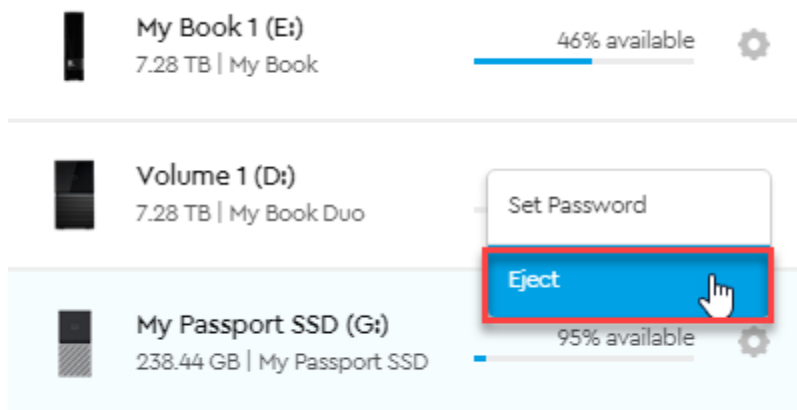 My Book 1 (E:)
46% available
7.28 TB | My Book
Volume 1 (D:)
7.28 TB | My Book Duo
Set Password
Eject
My Passport SSD (G:)
95% available
238.44 GB | My Passport SSD